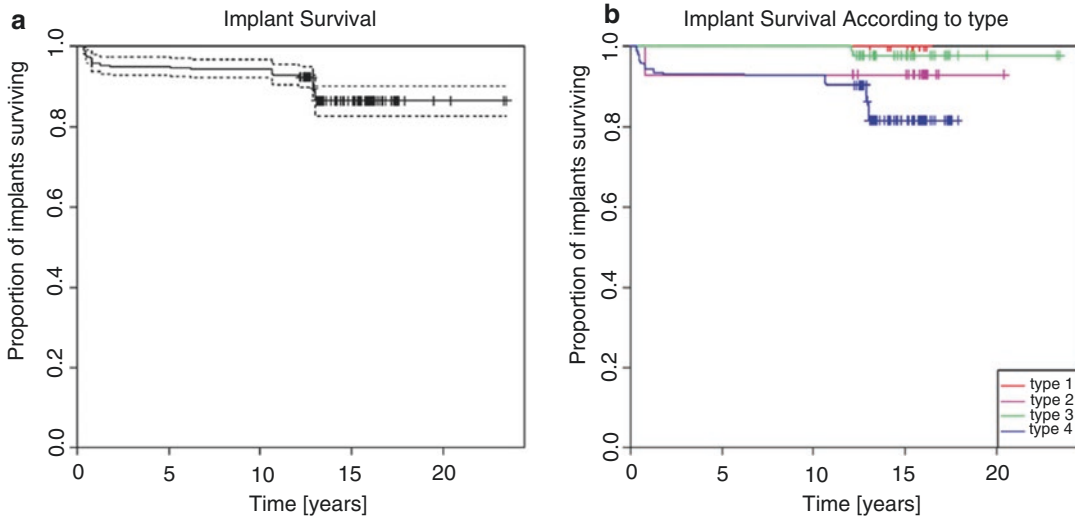 a
Implant Survival
Proportion of implants surviving
1.0
0.8
0.6
0.4
0.2
0.0
0 5 10 15 20
Time [years]
b
Implant Survival According to type
Proportion of implants surviving
1.0
0.8
0.6
0.4
0.2
0.0
type 1
type 2
type 3
type 4
0 5 10 15 20
Time [years]